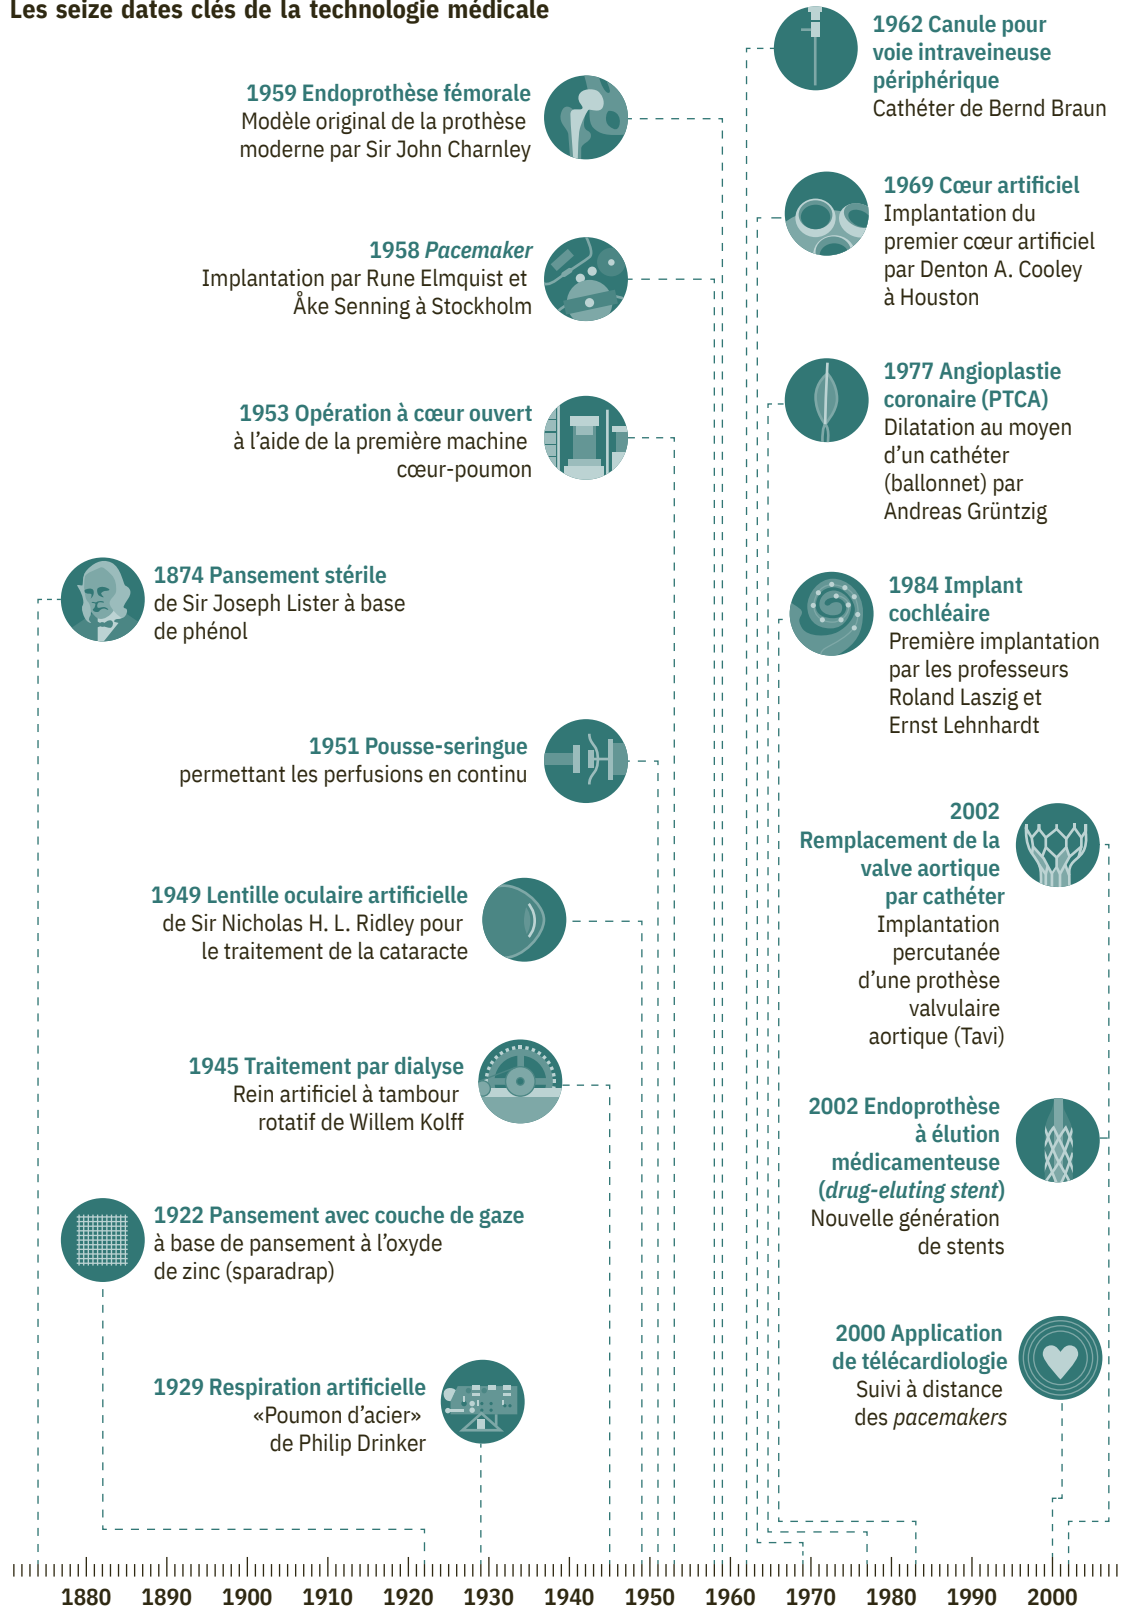 Les seize dates clés de la technologie médicale
1959 Endoprothèse fémorale
Modèle original de la prothèse
moderne par Sir John Charnley
1958 Pacemaker
Implantation par Rune Elmquist et
Åke Senning à Stockholm
1953 Opération à cœur ouvert
à l’aide de la première machine
cœur-poumon
1874 Pansement stérile
de Sir Joseph Lister à base
de phénol
1951 Pousse-seringue
permettant les perfusions en continu
1949 Lentille oculaire artificielle
de Sir Nicholas H. L. Ridley pour
le traitement de la cataracte
1945 Traitement par dialyse
Rein artificiel à tambour
rotatif de Willem Kolff
1922 Pansement avec couche de gaze
à base de pansement à l’oxyde
de zinc (sparadrap)
1929 Respiration artificielle
«Poumon d’acier»
de Philip Drinker
1962 Canule pour
voie intraveineuse
périphérique
Cathéter de Bernd Braun
1969 Cœur artificiel
Implantation du
premier cœur artificiel
par Denton A. Cooley
à Houston
1977 Angioplastie
coronaire (PTCA)
Dilatation au moyen
d’un cathéter
(ballonnet) par
Andreas Grüntzig
1984 Implant
cochléaire
Première implantation
par les professeurs
Roland Laszig et
Ernst Lehnhardt
2002
Remplacement de la
valve aortique
par cathéter
Implantation
percutanée
d’une prothèse
valvulaire
aortique (Tavi)
2002 Endoprothèse
à élution
médicamenteuse
(drug-eluting stent)
Nouvelle génération
de stents
2000 Application
de télécardiologie
Suivi à distance
des pacemakers
1880 1890 1900 1910 1920 1930 1940 1950 1960 1970 1980 1990 2000